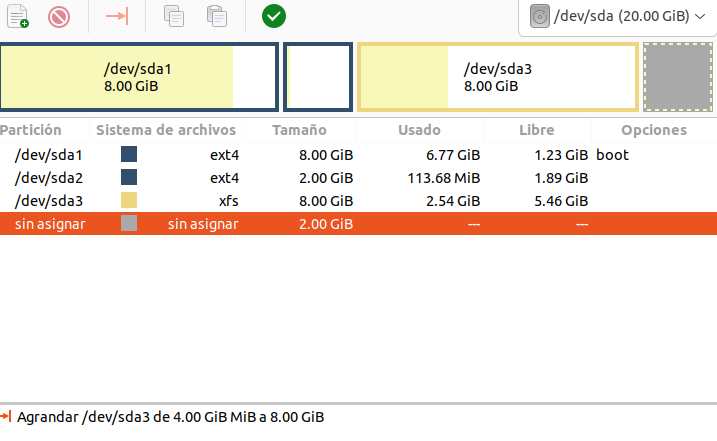 /dev/sda (20.00 GiB)
/dev/sda1
8.00 GiB
/dev/sda3
8.00 GiB
Partición Sistema de archivos Tamaño Usado Libre Opciones
/dev/sda1 ext4 8.00 GiB 6.77 GiB 1.23 GiB boot
/dev/sda2 ext4 2.00 GiB 113.68 MiB 1.89 GiB
/dev/sda3 xfs 8.00 GiB 2.54 GiB 5.46 GiB
sin asignar sin asignar 2.00 GiB --- ---
Agrandar /dev/sda3 de 4.00 GiB MiB a 8.00 GiB